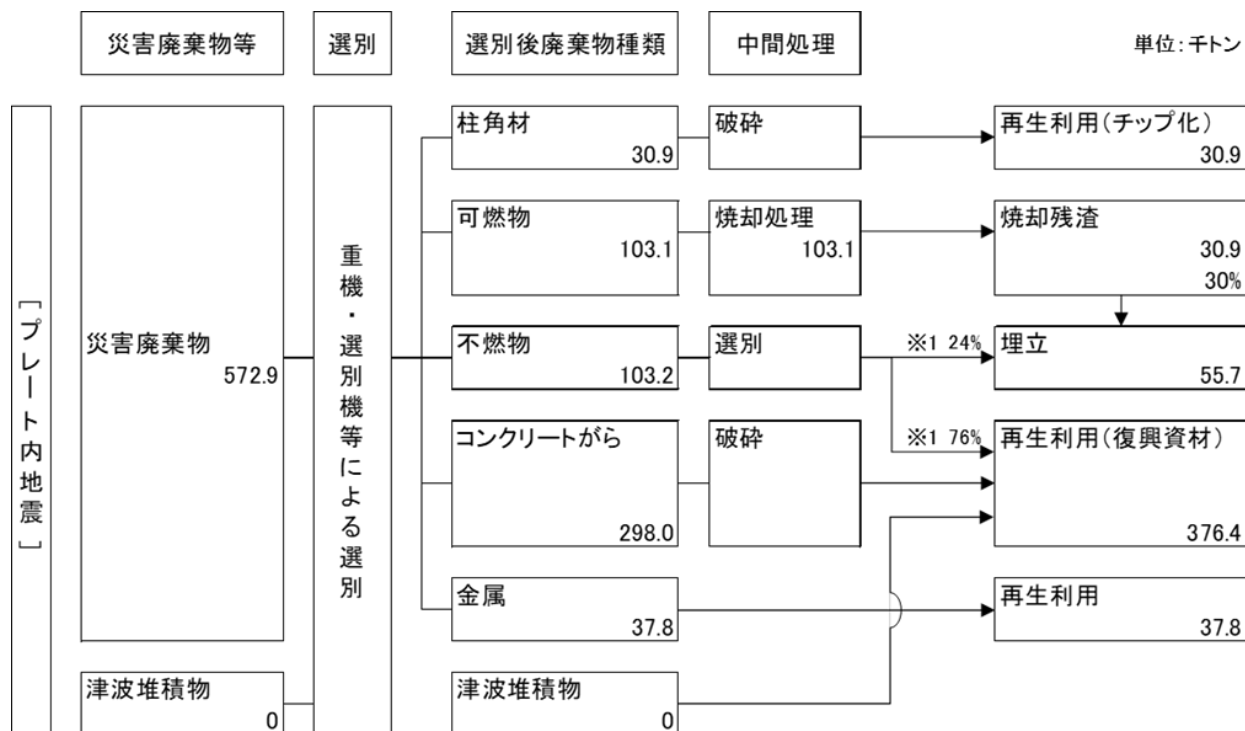 災害廃棄物等
選別
選別後廃棄物種類
中間処理
単位：千トン
［プレート内地震］
災害廃棄物
572.9
津波堆積物
0
重機・選別機等による選別
柱角材
30.9
破砕
再生利用（チップ化）
30.9
可燃物
103.1
焼却処理
103.1
焼却残渣
30.9
30%
不燃物
103.2
選別
※1 24%
埋立
55.7
コンクリートがら
298.0
破砕
※1 76%
再生利用（復興資材）
376.4
金属
37.8
再生利用
37.8
津波堆積物
0